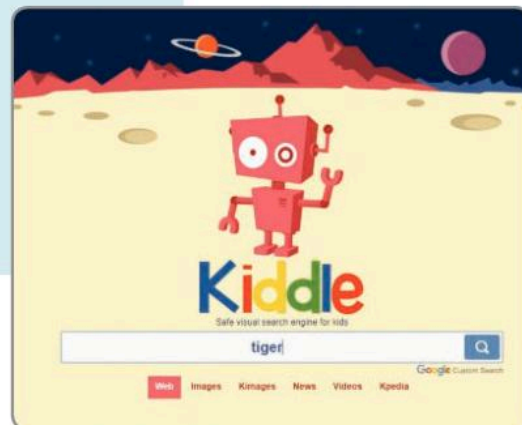 Kiddle
Safe visual search engine for kids
tiger
Google Custom Search
Web Images Kimages News Videos Kpedia